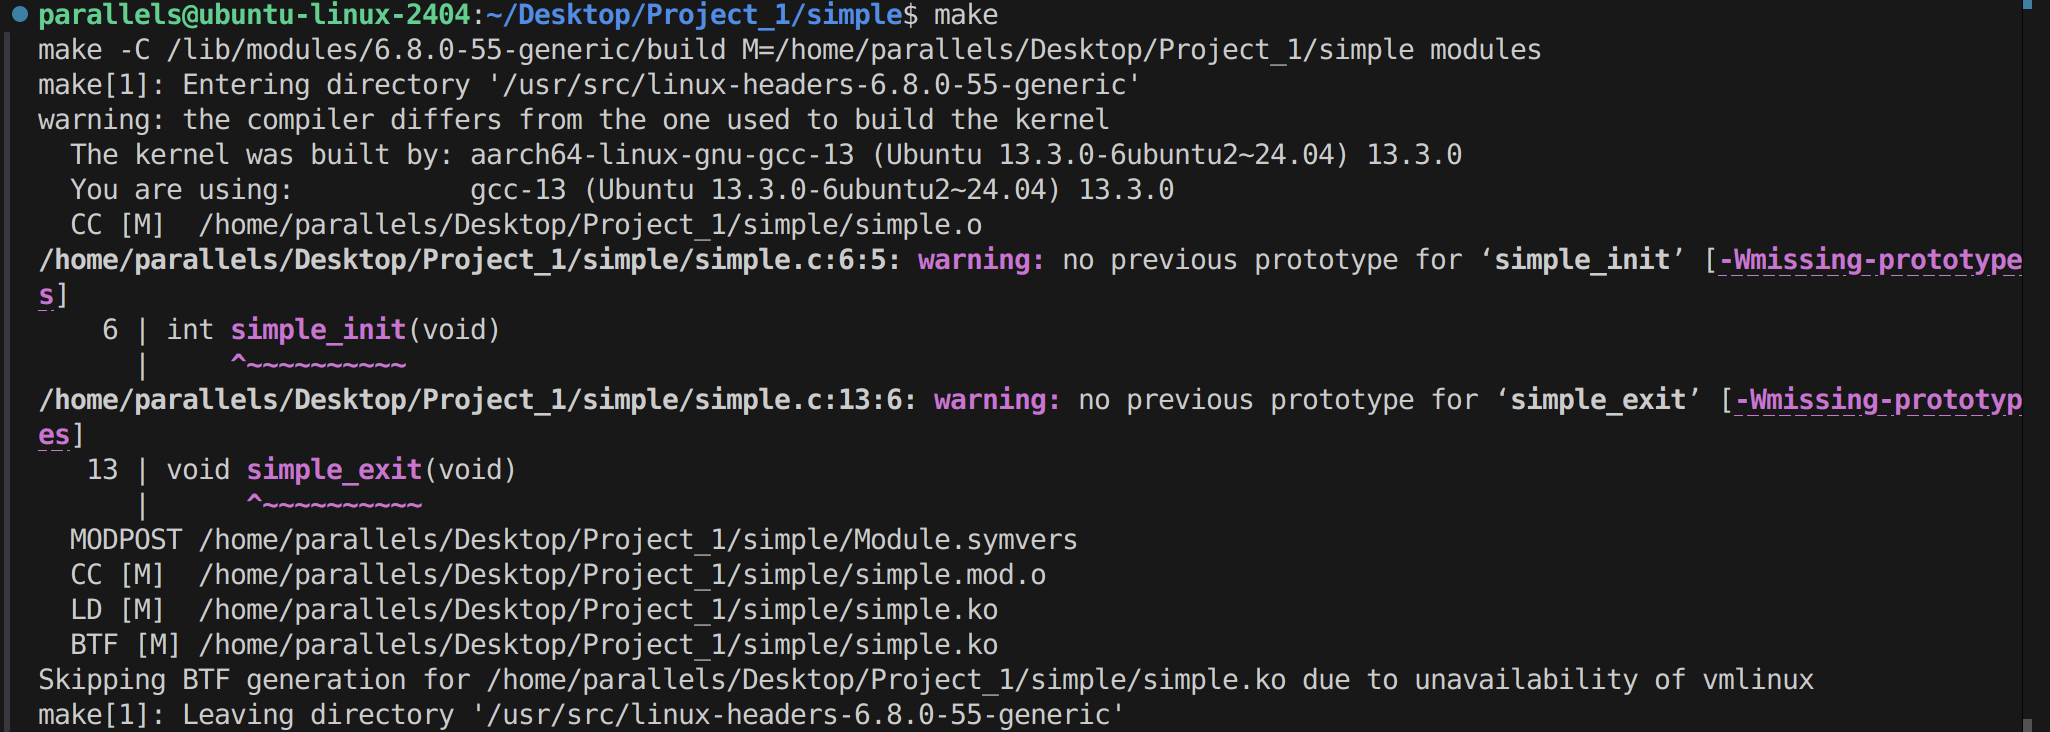 parallels@ubuntu-linux-2404:~/Desktop/Project_1/simple$ make
make -C /lib/modules/6.8.0-55-generic/build M=/home/parallels/Desktop/Project_1/simple modules
make[1]: Entering directory '/usr/src/linux-headers-6.8.0-55-generic'
warning: the compiler differs from the one used to build the kernel
  The kernel was built by: aarch64-linux-gnu-gcc-13 (Ubuntu 13.3.0-6ubuntu2~24.04) 13.3.0
  You are using:           gcc-13 (Ubuntu 13.3.0-6ubuntu2~24.04) 13.3.0
  CC [M]  /home/parallels/Desktop/Project_1/simple/simple.o
/home/parallels/Desktop/Project_1/simple/simple.c:6:5: warning: no previous prototype for ‘simple_init’ [-Wmissing-prototype
s]
    6 | int simple_init(void)
      |     ^~~~~~~~~~~
/home/parallels/Desktop/Project_1/simple/simple.c:13:6: warning: no previous prototype for ‘simple_exit’ [-Wmissing-prototyp
es]
   13 | void simple_exit(void)
      |      ^~~~~~~~~~~
  MODPOST /home/parallels/Desktop/Project_1/simple/Module.symvers
  CC [M]  /home/parallels/Desktop/Project_1/simple/simple.mod.o
  LD [M]  /home/parallels/Desktop/Project_1/simple/simple.ko
  BTF [M] /home/parallels/Desktop/Project_1/simple/simple.ko
Skipping BTF generation for /home/parallels/Desktop/Project_1/simple/simple.ko due to unavailability of vmlinux
make[1]: Leaving directory '/usr/src/linux-headers-6.8.0-55-generic'